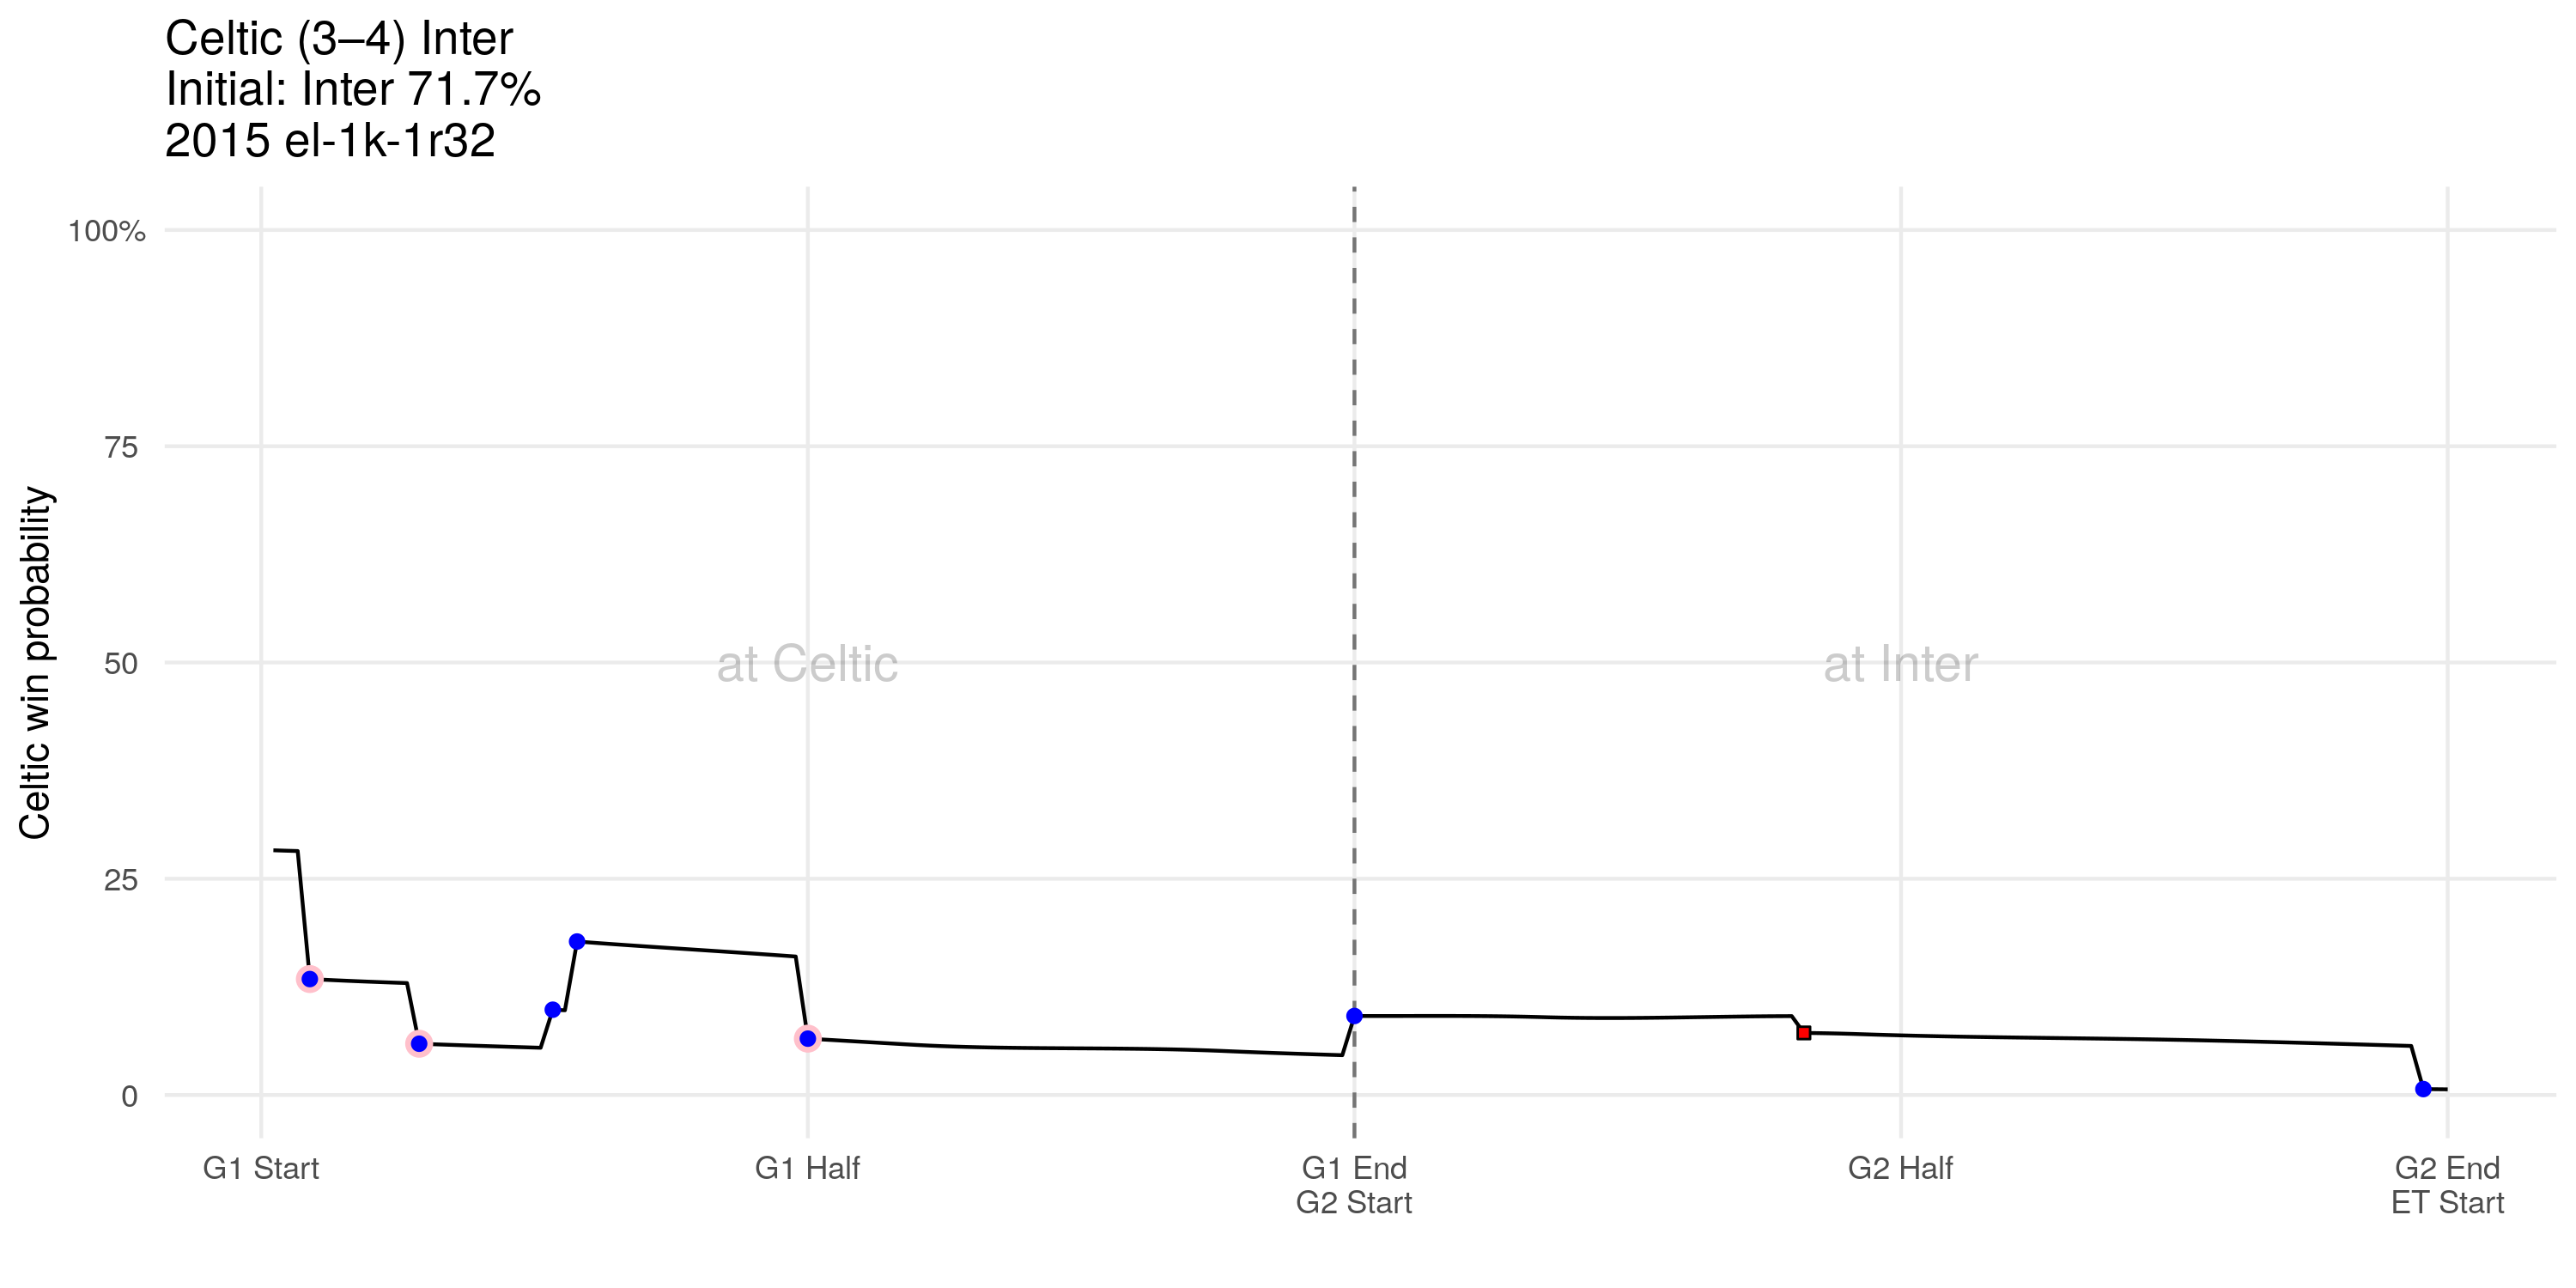 Celtic (3–4) Inter
Initial: Inter 71.7%
2015 el-1k-1r32
Celtic win probability
100%
75
50
25
0
at Celtic
at Inter
G1 Start
G1 Half
G1 End
G2 Start
G2 Half
G2 End
ET Start